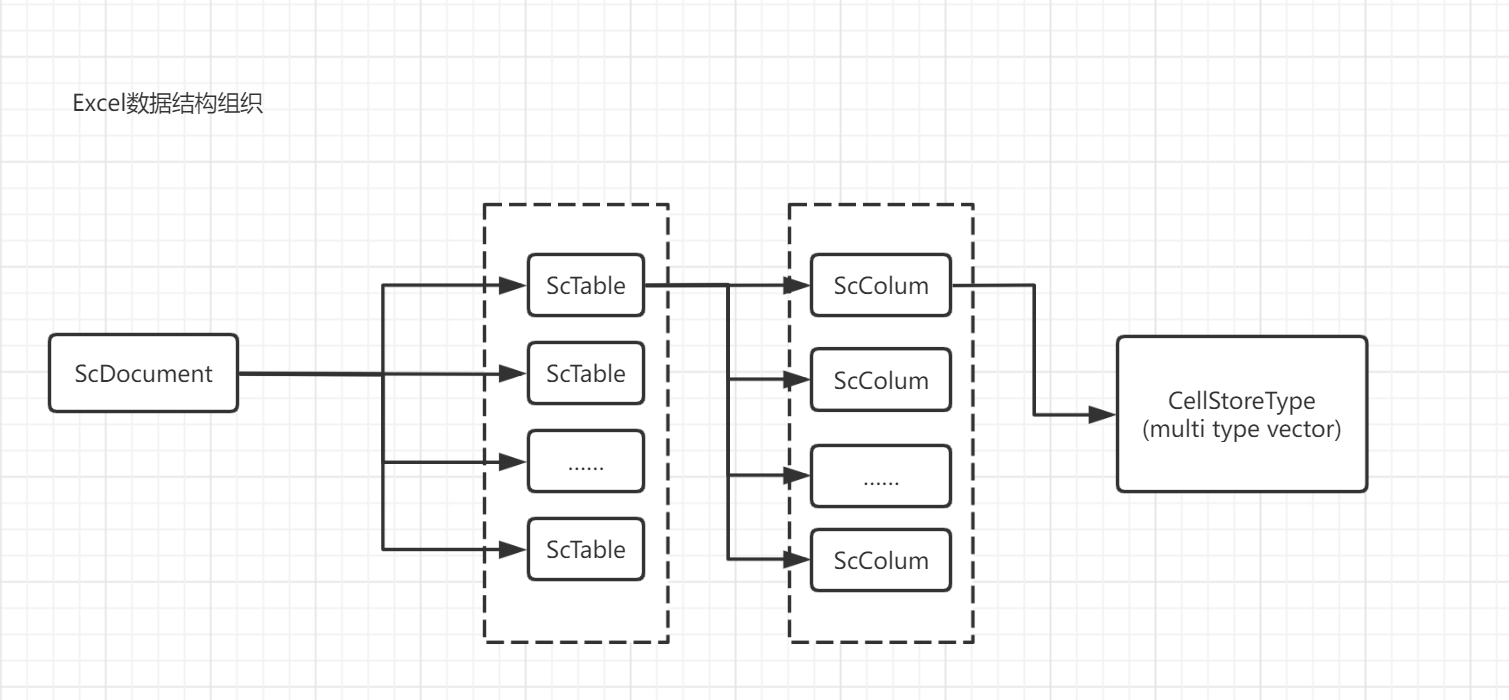 Excel数据结构组织
ScDocument
ScTable
ScTable
......
ScTable
ScColum
ScColum
......
ScColum
CellStoreType
(multi type vector)